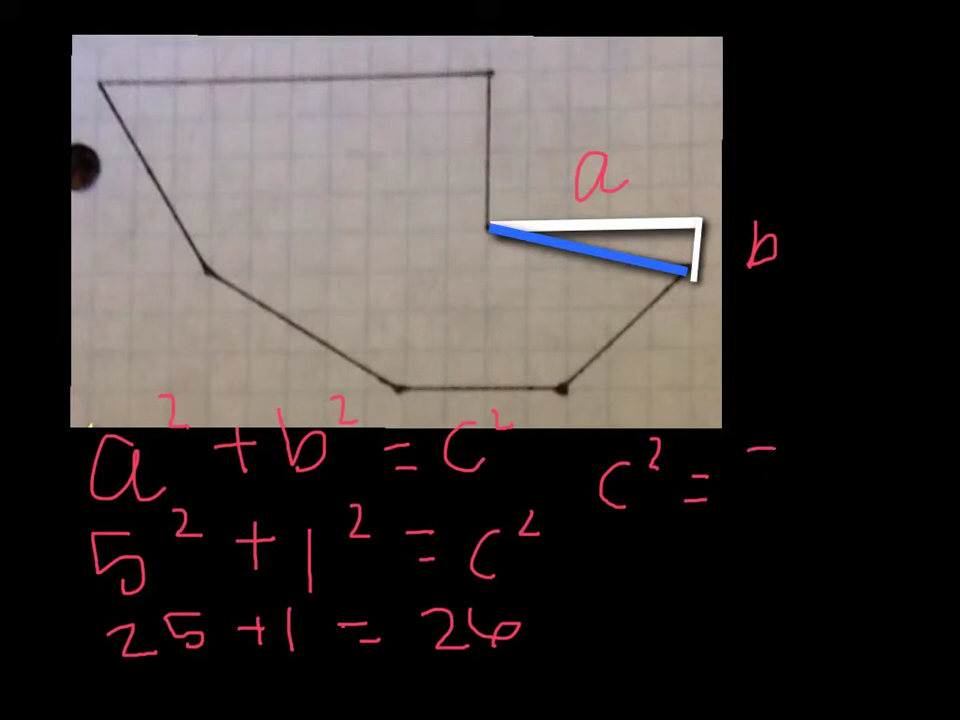 a
b
a² + b² = c²
c² =
5² + 1² = c²
25 + 1 = 26